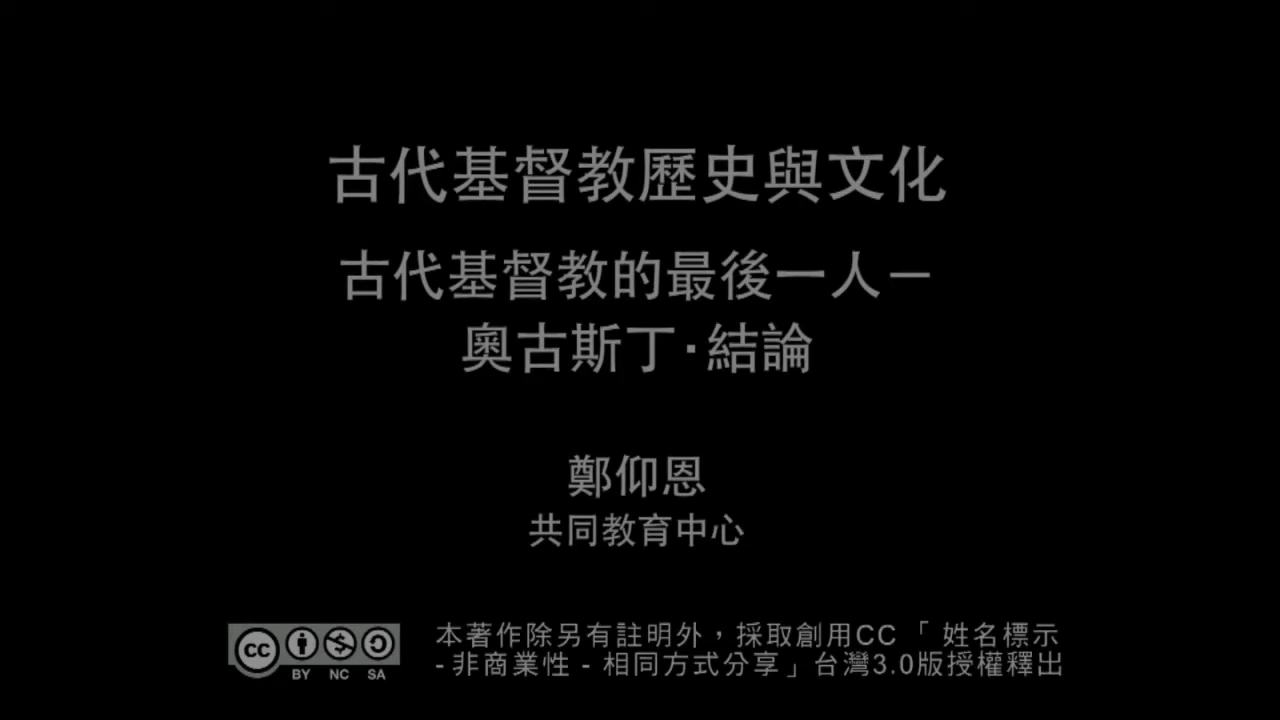 古代基督教歷史與文化
古代基督教的最後一人－
奧古斯丁·結論
鄭仰恩
共同教育中心
cc
BY NC SA
本著作除另有註明外，採取創用CC「 姓名標示
- 非商業性 - 相同方式分享」台灣3.0版授權釋出